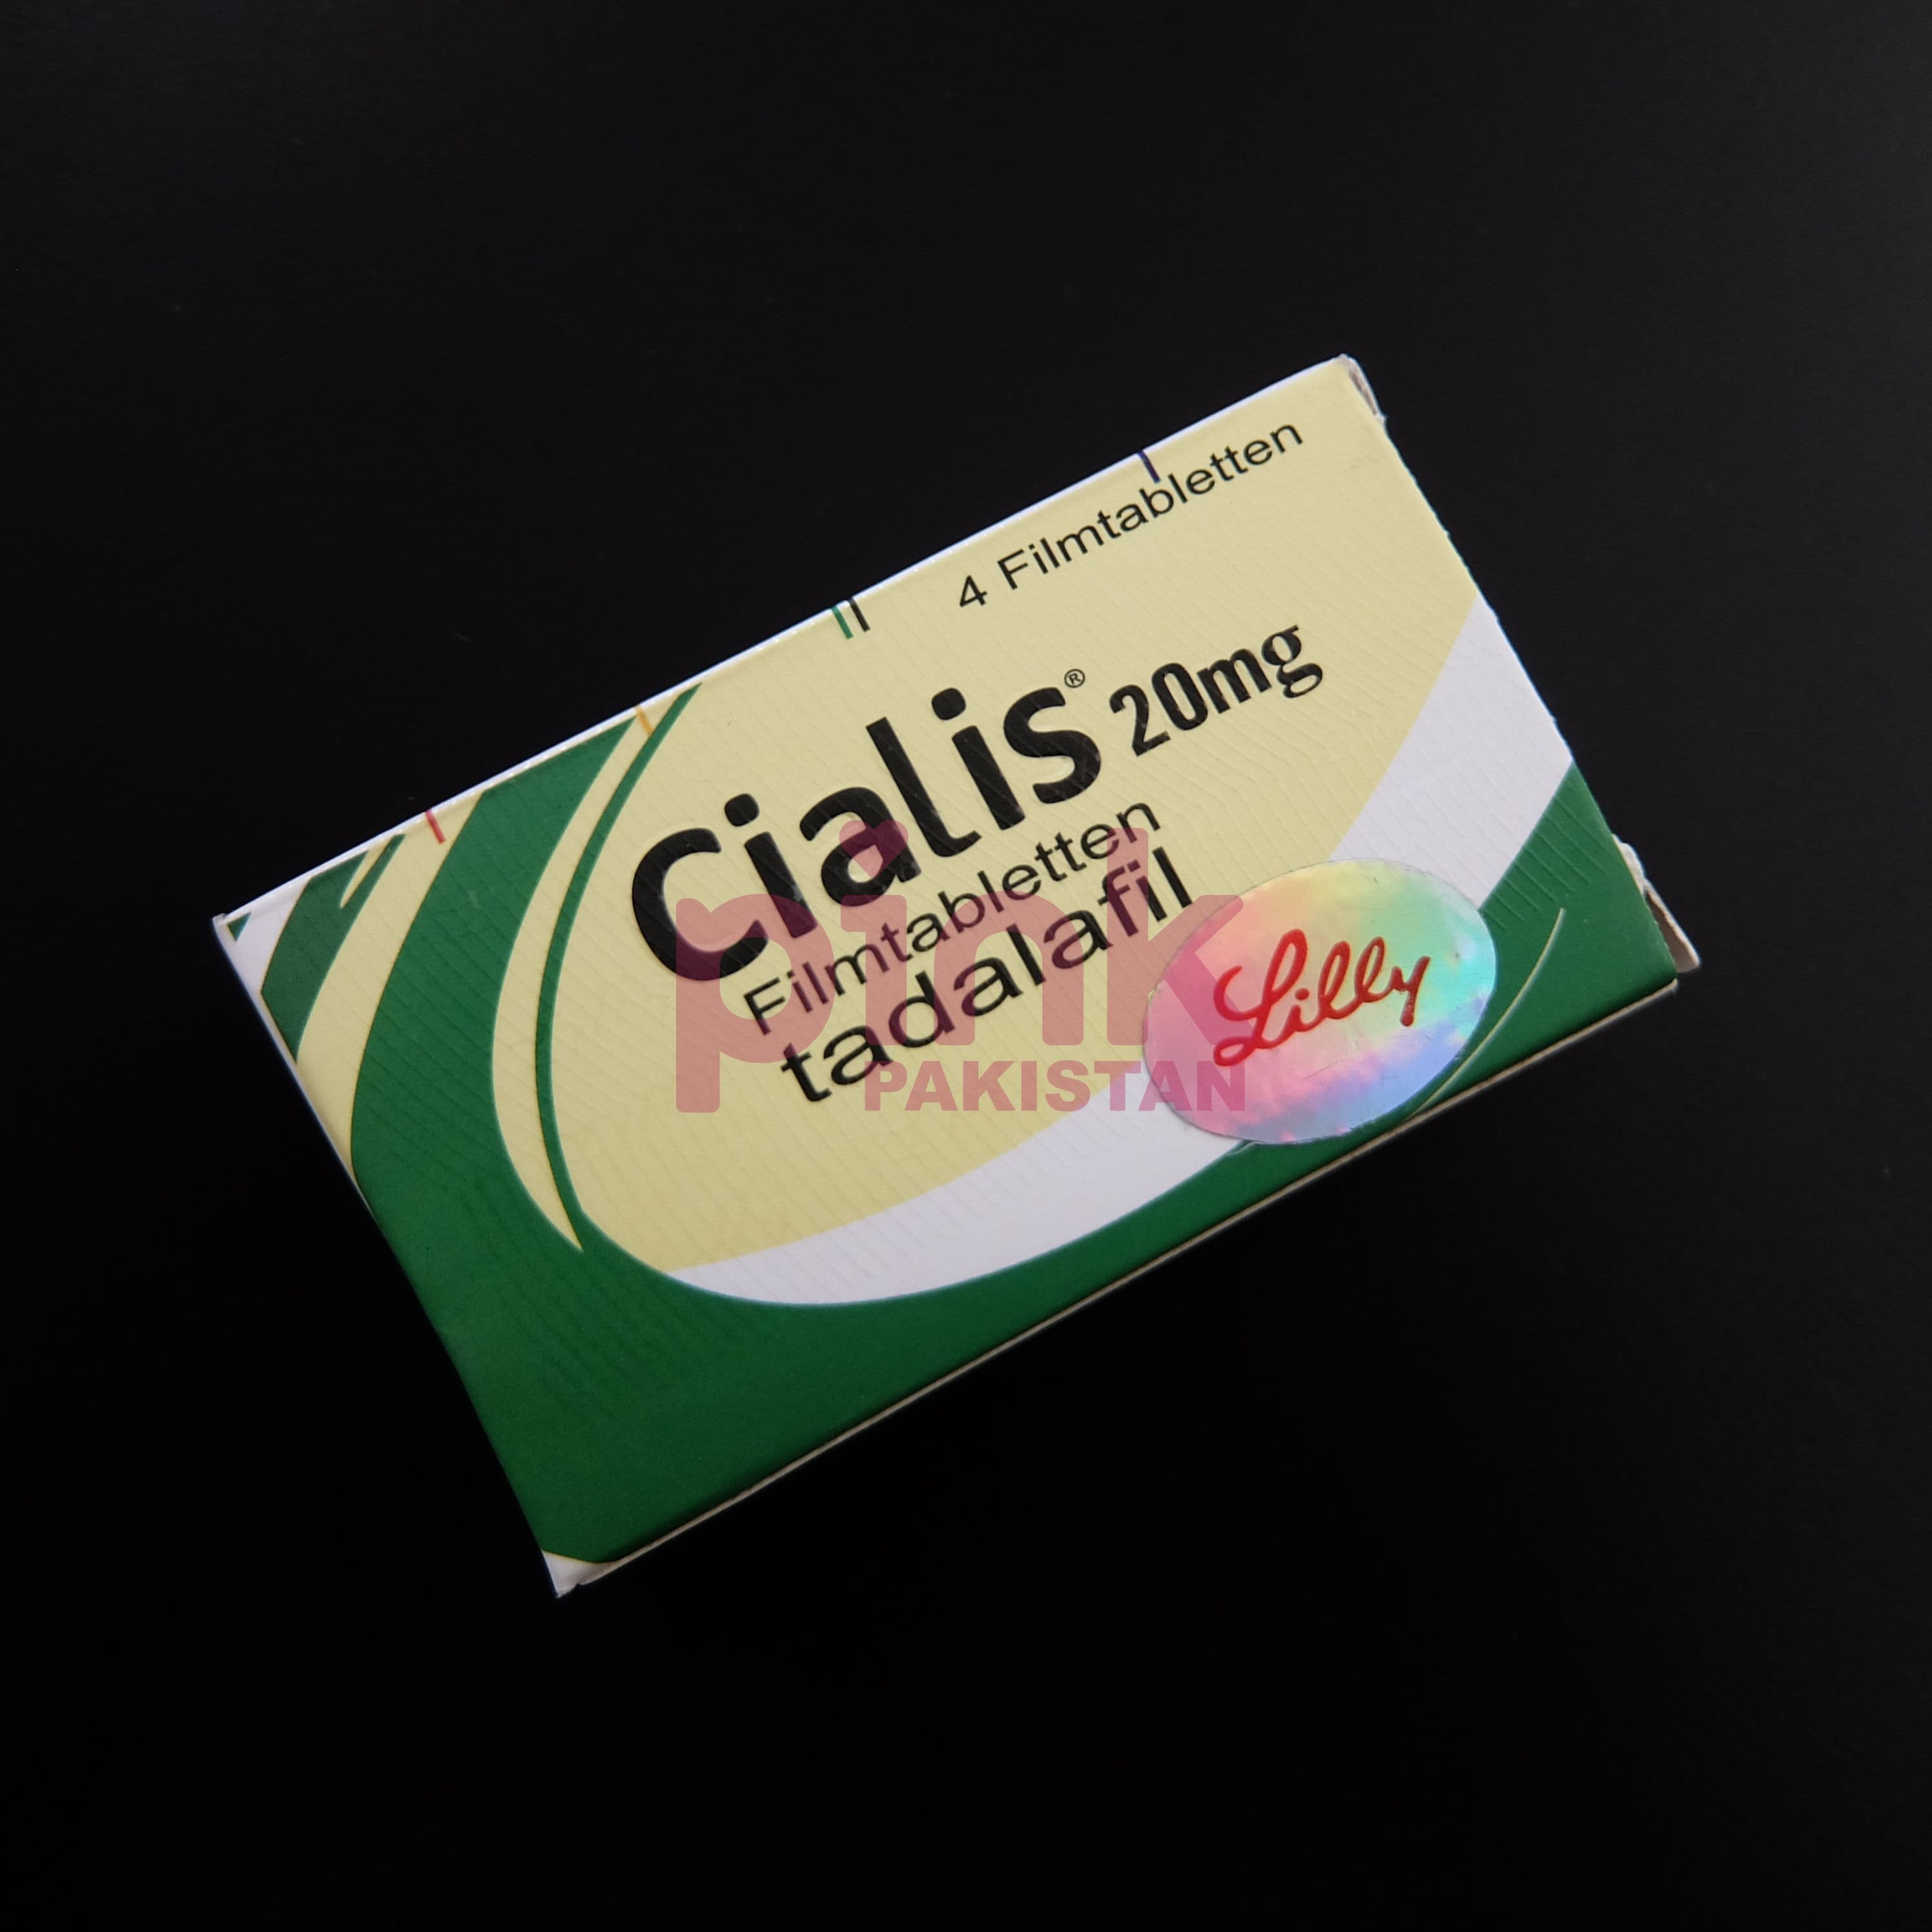 4 Filmtabletten
Cialis® 20mg
Filmtabletten
tadalafil
Lilly
pink
PAKISTAN